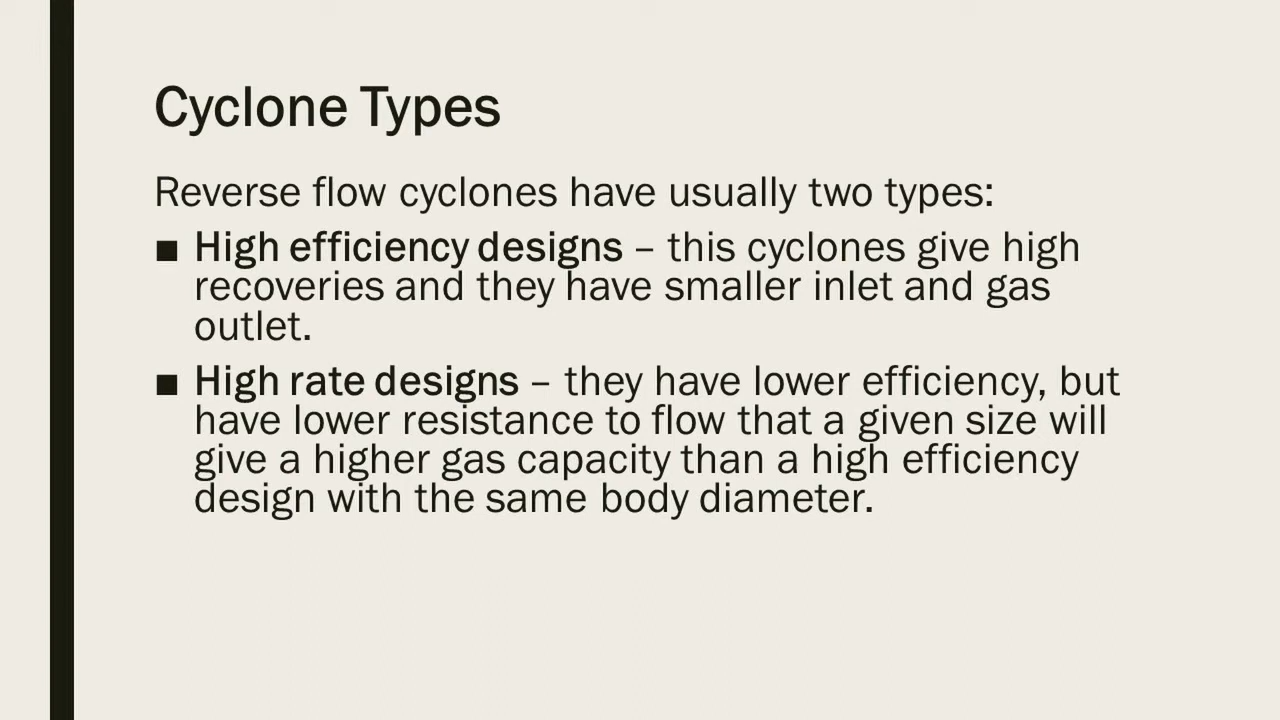 Cyclone Types
Reverse flow cyclones have usually two types:
■ High efficiency designs – this cyclones give high
recoveries and they have smaller inlet and gas
outlet.
■ High rate designs – they have lower efficiency, but
have lower resistance to flow that a given size will
give a higher gas capacity than a high efficiency
design with the same body diameter.